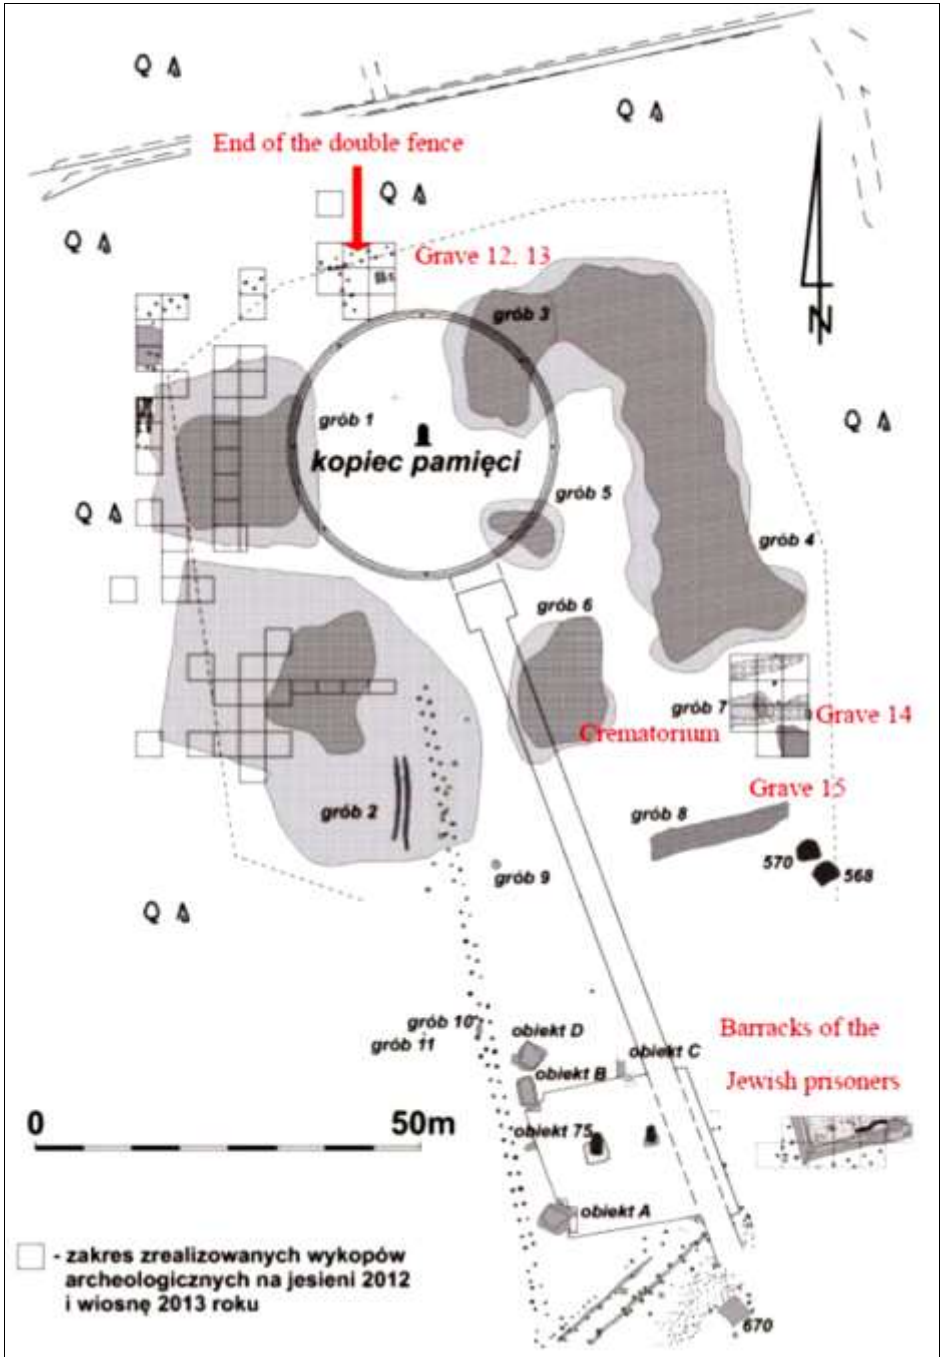 End of the double fence
Grave 12. 13
grób 3
grób 1
kopiec pamięci
grób 5
grób 4
grób 6
grób 7
Grave 14
Crematorium
Grave 15
grób 2
grób 8
570
568
grób 9
grób 10
grób 11
obiekt D
obiekt C
obiekt B
Barracks of the
Jewish prisoners
0 50m
obiekt 75
obiekt A
- zakres zrealizowanych wykopów
archeologicznych na jesieni 2012
i wiosnę 2013 roku
670
N